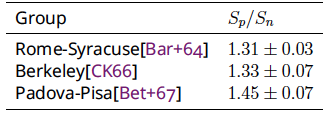 Group S_p/S_n
Rome-Syracuse[Bar+64] 1.31 ± 0.03
Berkeley[CK66] 1.33 ± 0.07
Padova-Pisa[Bet+67] 1.45 ± 0.07